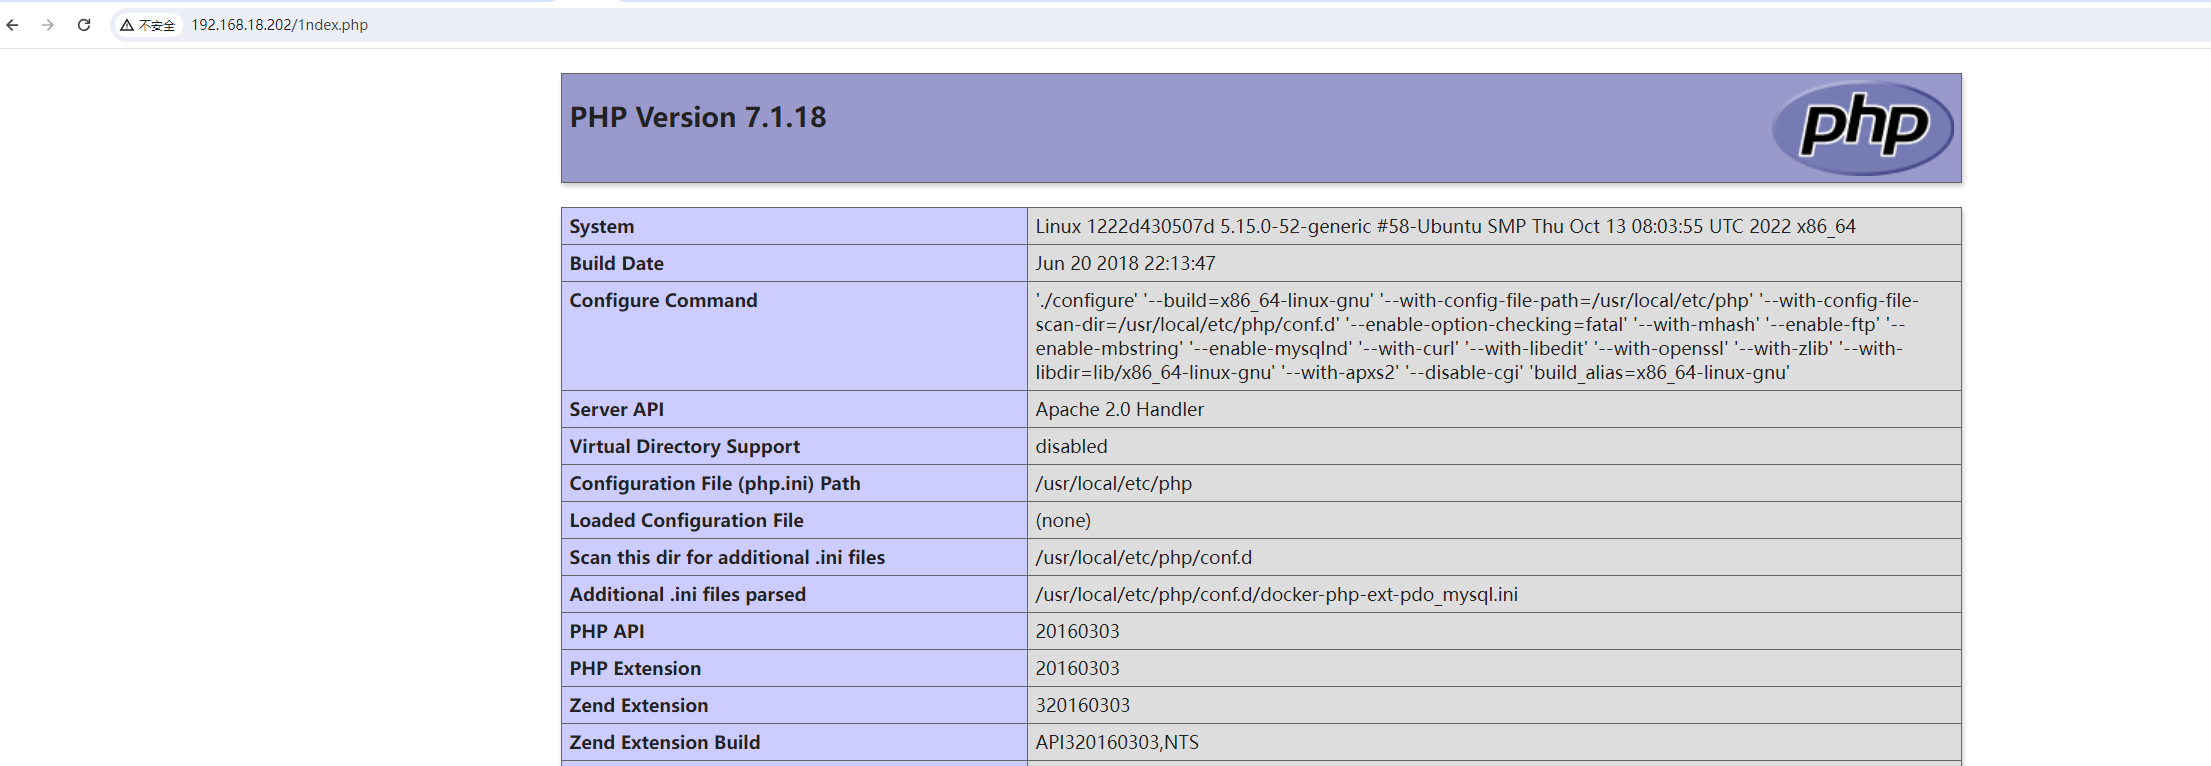 不安全 192.168.18.202/1ndex.php
PHP Version 7.1.18
php
System Linux 1222d430507d 5.15.0-52-generic #58-Ubuntu SMP Thu Oct 13 08:03:55 UTC 2022 x86_64
Build Date Jun 20 2018 22:13:47
Configure Command './configure' '--build=x86_64-linux-gnu' '--with-config-file-path=/usr/local/etc/php' '--with-config-file-
scan-dir=/usr/local/etc/php/conf.d' '--enable-option-checking=fatal' '--with-mhash' '--enable-ftp' '--
enable-mbstring' '--enable-mysqlnd' '--with-curl' '--with-libedit' '--with-openssl' '--with-zlib' '--with-
libdir=lib/x86_64-linux-gnu' '--with-apxs2' '--disable-cgi' 'build_alias=x86_64-linux-gnu'
Server API Apache 2.0 Handler
Virtual Directory Support disabled
Configuration File (php.ini) Path /usr/local/etc/php
Loaded Configuration File (none)
Scan this dir for additional .ini files /usr/local/etc/php/conf.d
Additional .ini files parsed /usr/local/etc/php/conf.d/docker-php-ext-pdo_mysql.ini
PHP API 20160303
PHP Extension 20160303
Zend Extension 320160303
Zend Extension Build API320160303,NTS